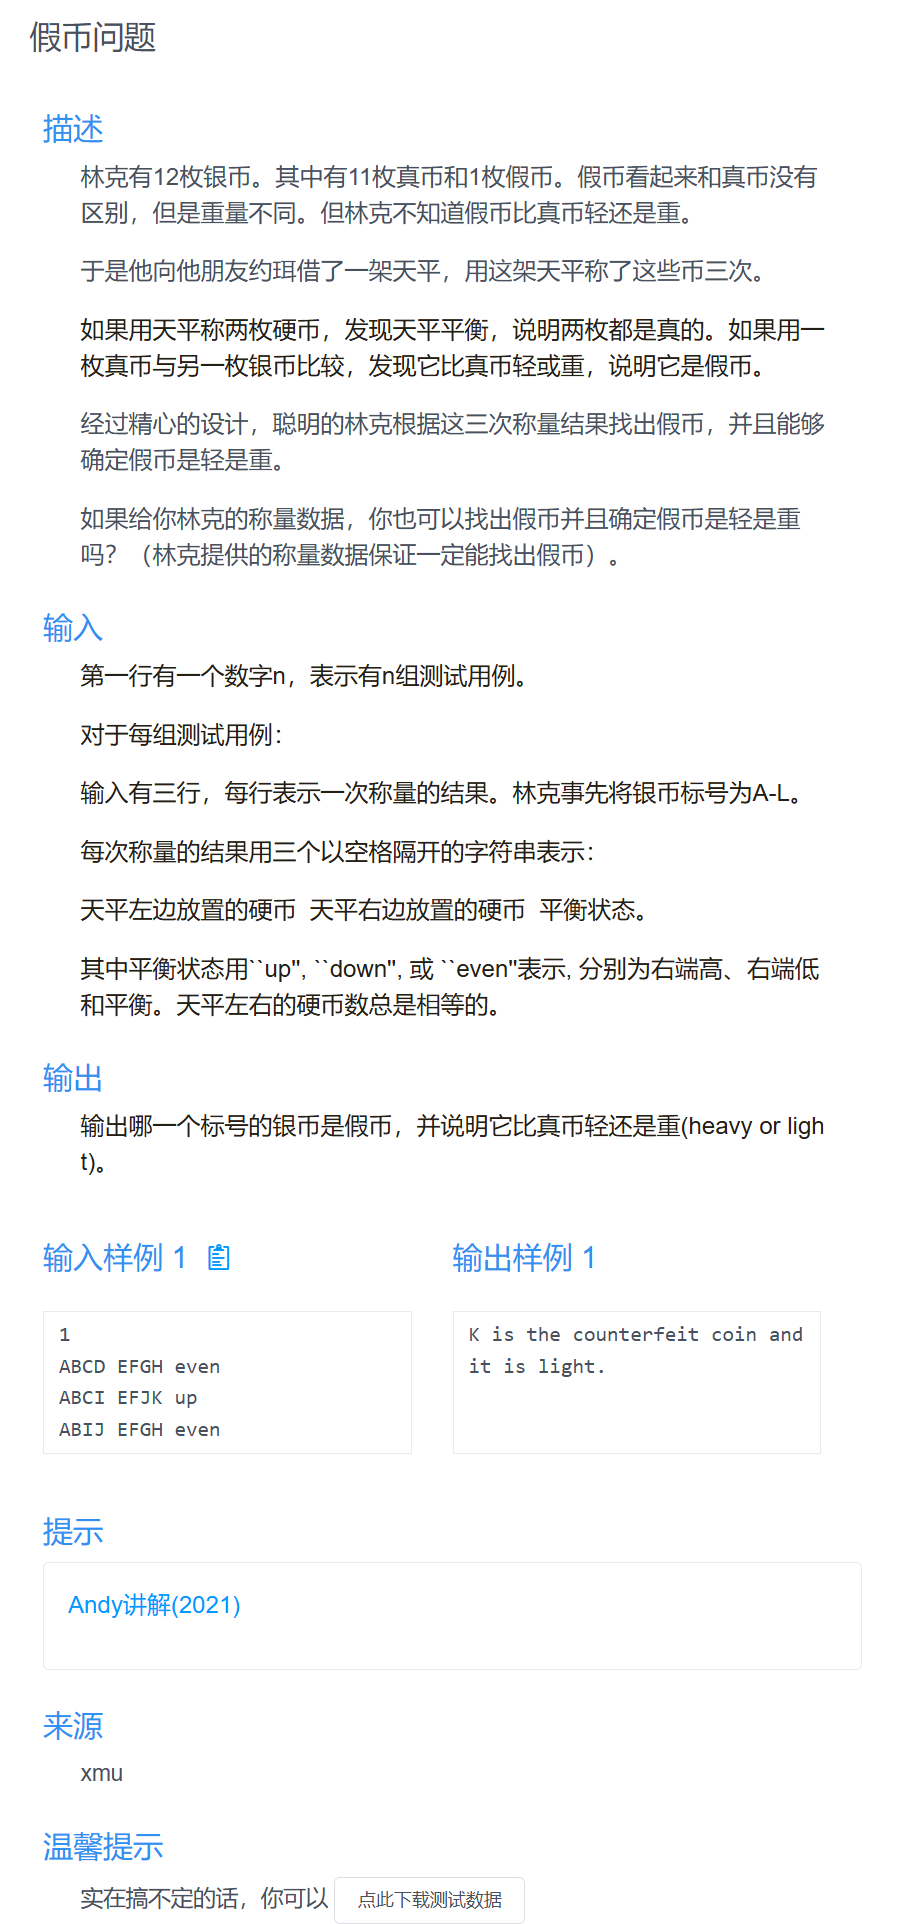 假币问题
描述
林克有12枚银币。其中有11枚真币和1枚假币。假币看起来和真币没有
区别，但是重量不同。但林克不知道假币比真币轻还是重。
于是他向他朋友约珥借了一架天平，用这架天平称了这些币三次。
如果用天平称两枚硬币，发现天平平衡，说明两枚都是真的。如果用一
枚真币与另一枚银币比较，发现它比真币轻或重，说明它是假币。
经过精心的设计，聪明的林克根据这三次称量结果找出假币，并且能够
确定假币是轻是重。
如果给你林克的称量数据，你也可以找出假币并且确定假币是轻是重
吗？（林克提供的称量数据保证一定能找出假币）。
输入
第一行有一个数字n，表示有n组测试用例。
对于每组测试用例：
输入有三行，每行表示一次称量的结果。林克事先将银币标号为A-L。
每次称量的结果用三个以空格隔开的字符串表示：
天平左边放置的硬币  天平右边放置的硬币  平衡状态。
其中平衡状态用``up'', ``down'', 或 ``even''表示, 分别为右端高、右端低
和平衡。天平左右的硬币数总是相等的。
输出
输出哪一个标号的银币是假币，并说明它比真币轻还是重(heavy or ligh
t)。
输入样例 1
输出样例 1
1
ABCD EFGH even
ABCI EFJK up
ABIJ EFGH even
K is the counterfeit coin and
it is light.
提示
Andy讲解(2021)
来源
xmu
温馨提示
实在搞不定的话，你可以 点此下载测试数据